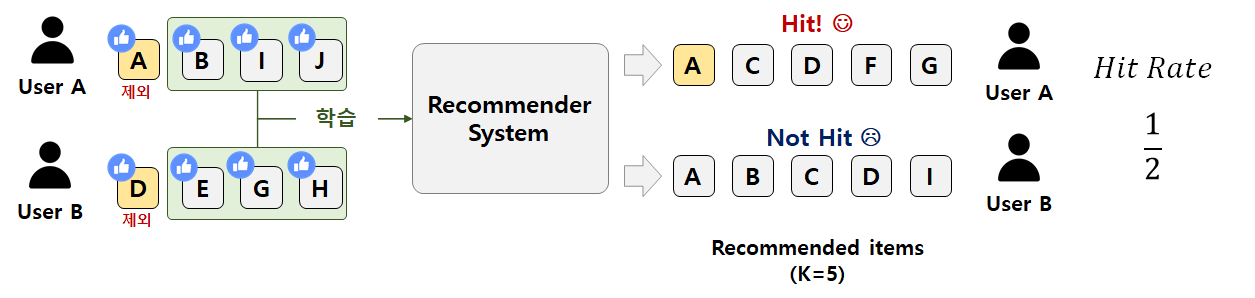 User A
A
제외
B
I
J
학습
User B
D
제외
E
G
H
Recommender
System
Hit!
A
C
D
F
G
User A
Not Hit
A
B
C
D
I
User B
Recommended items
(K=5)
Hit Rate
1
2